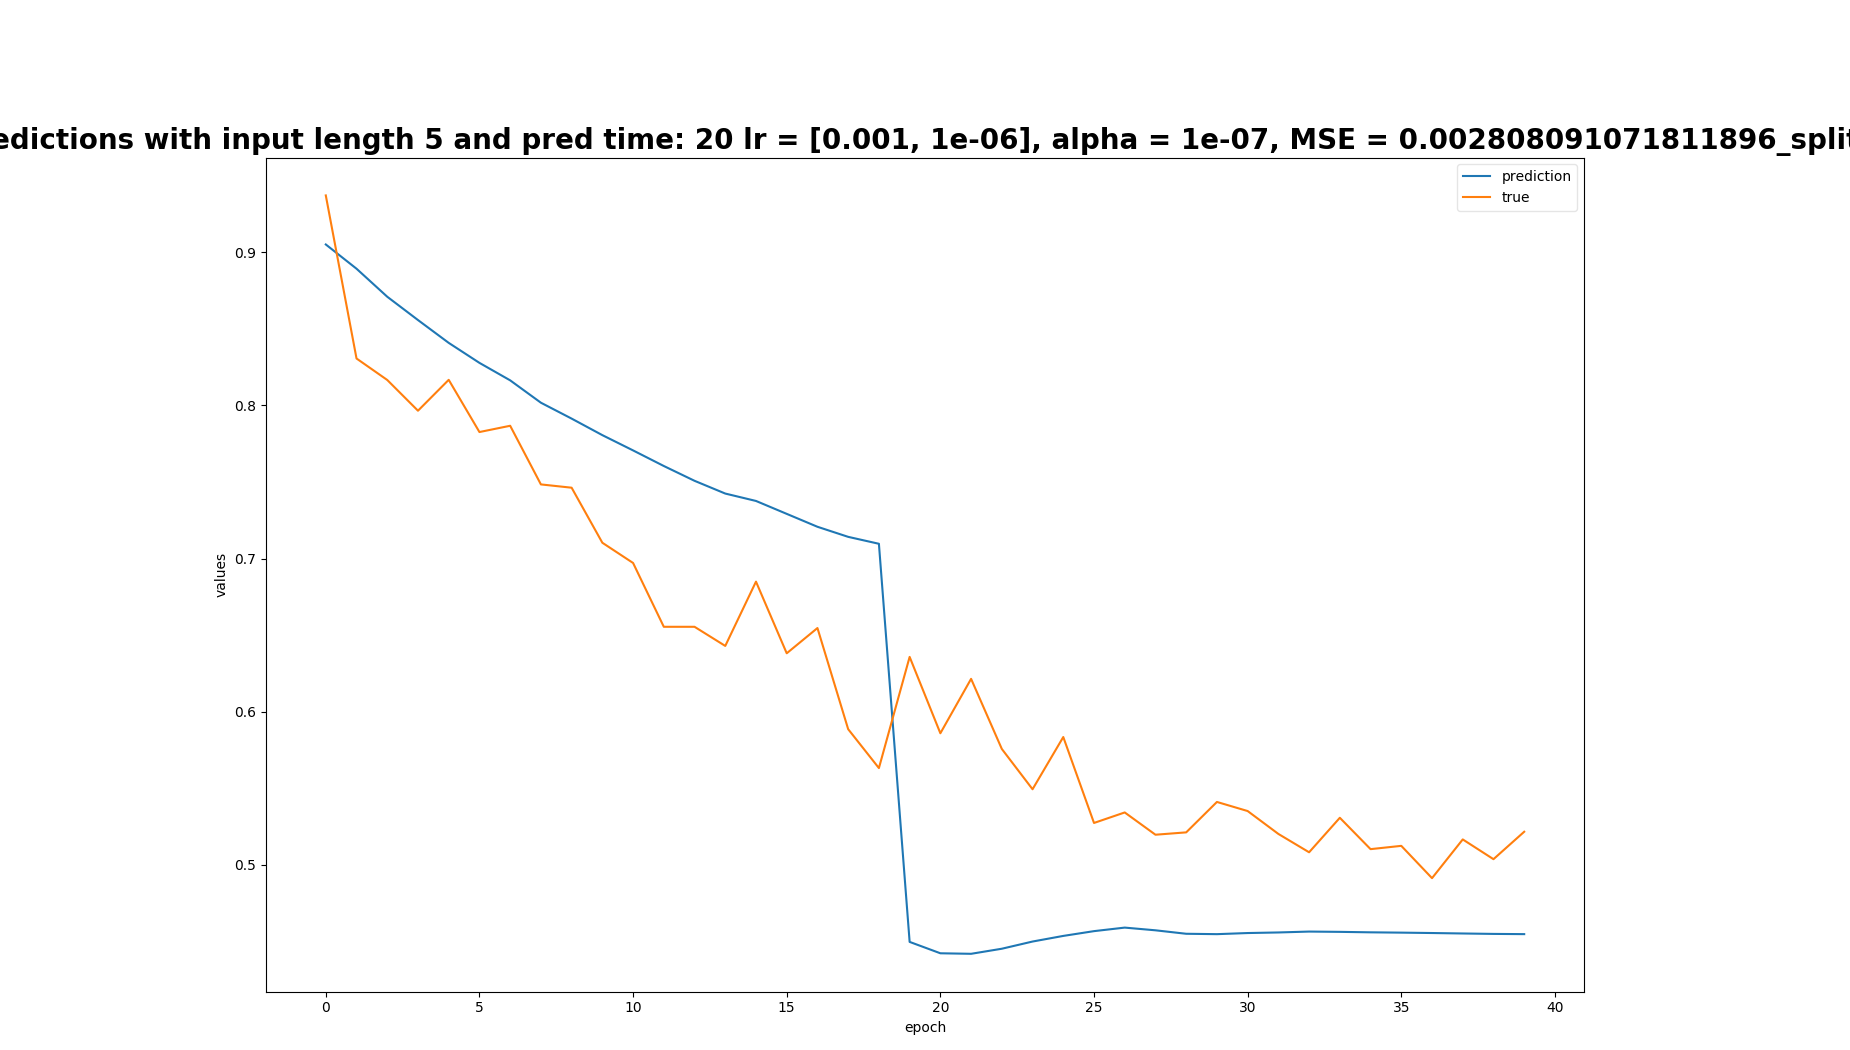 edictions with input length 5 and pred time: 20 lr = [0.001, 1e-06], alpha = 1e-07, MSE = 0.002808091071811896_split
prediction
true
0.9
0.8
0.7
0.6
0.5
values
0 5 10 15 20 25 30 35 40
epoch